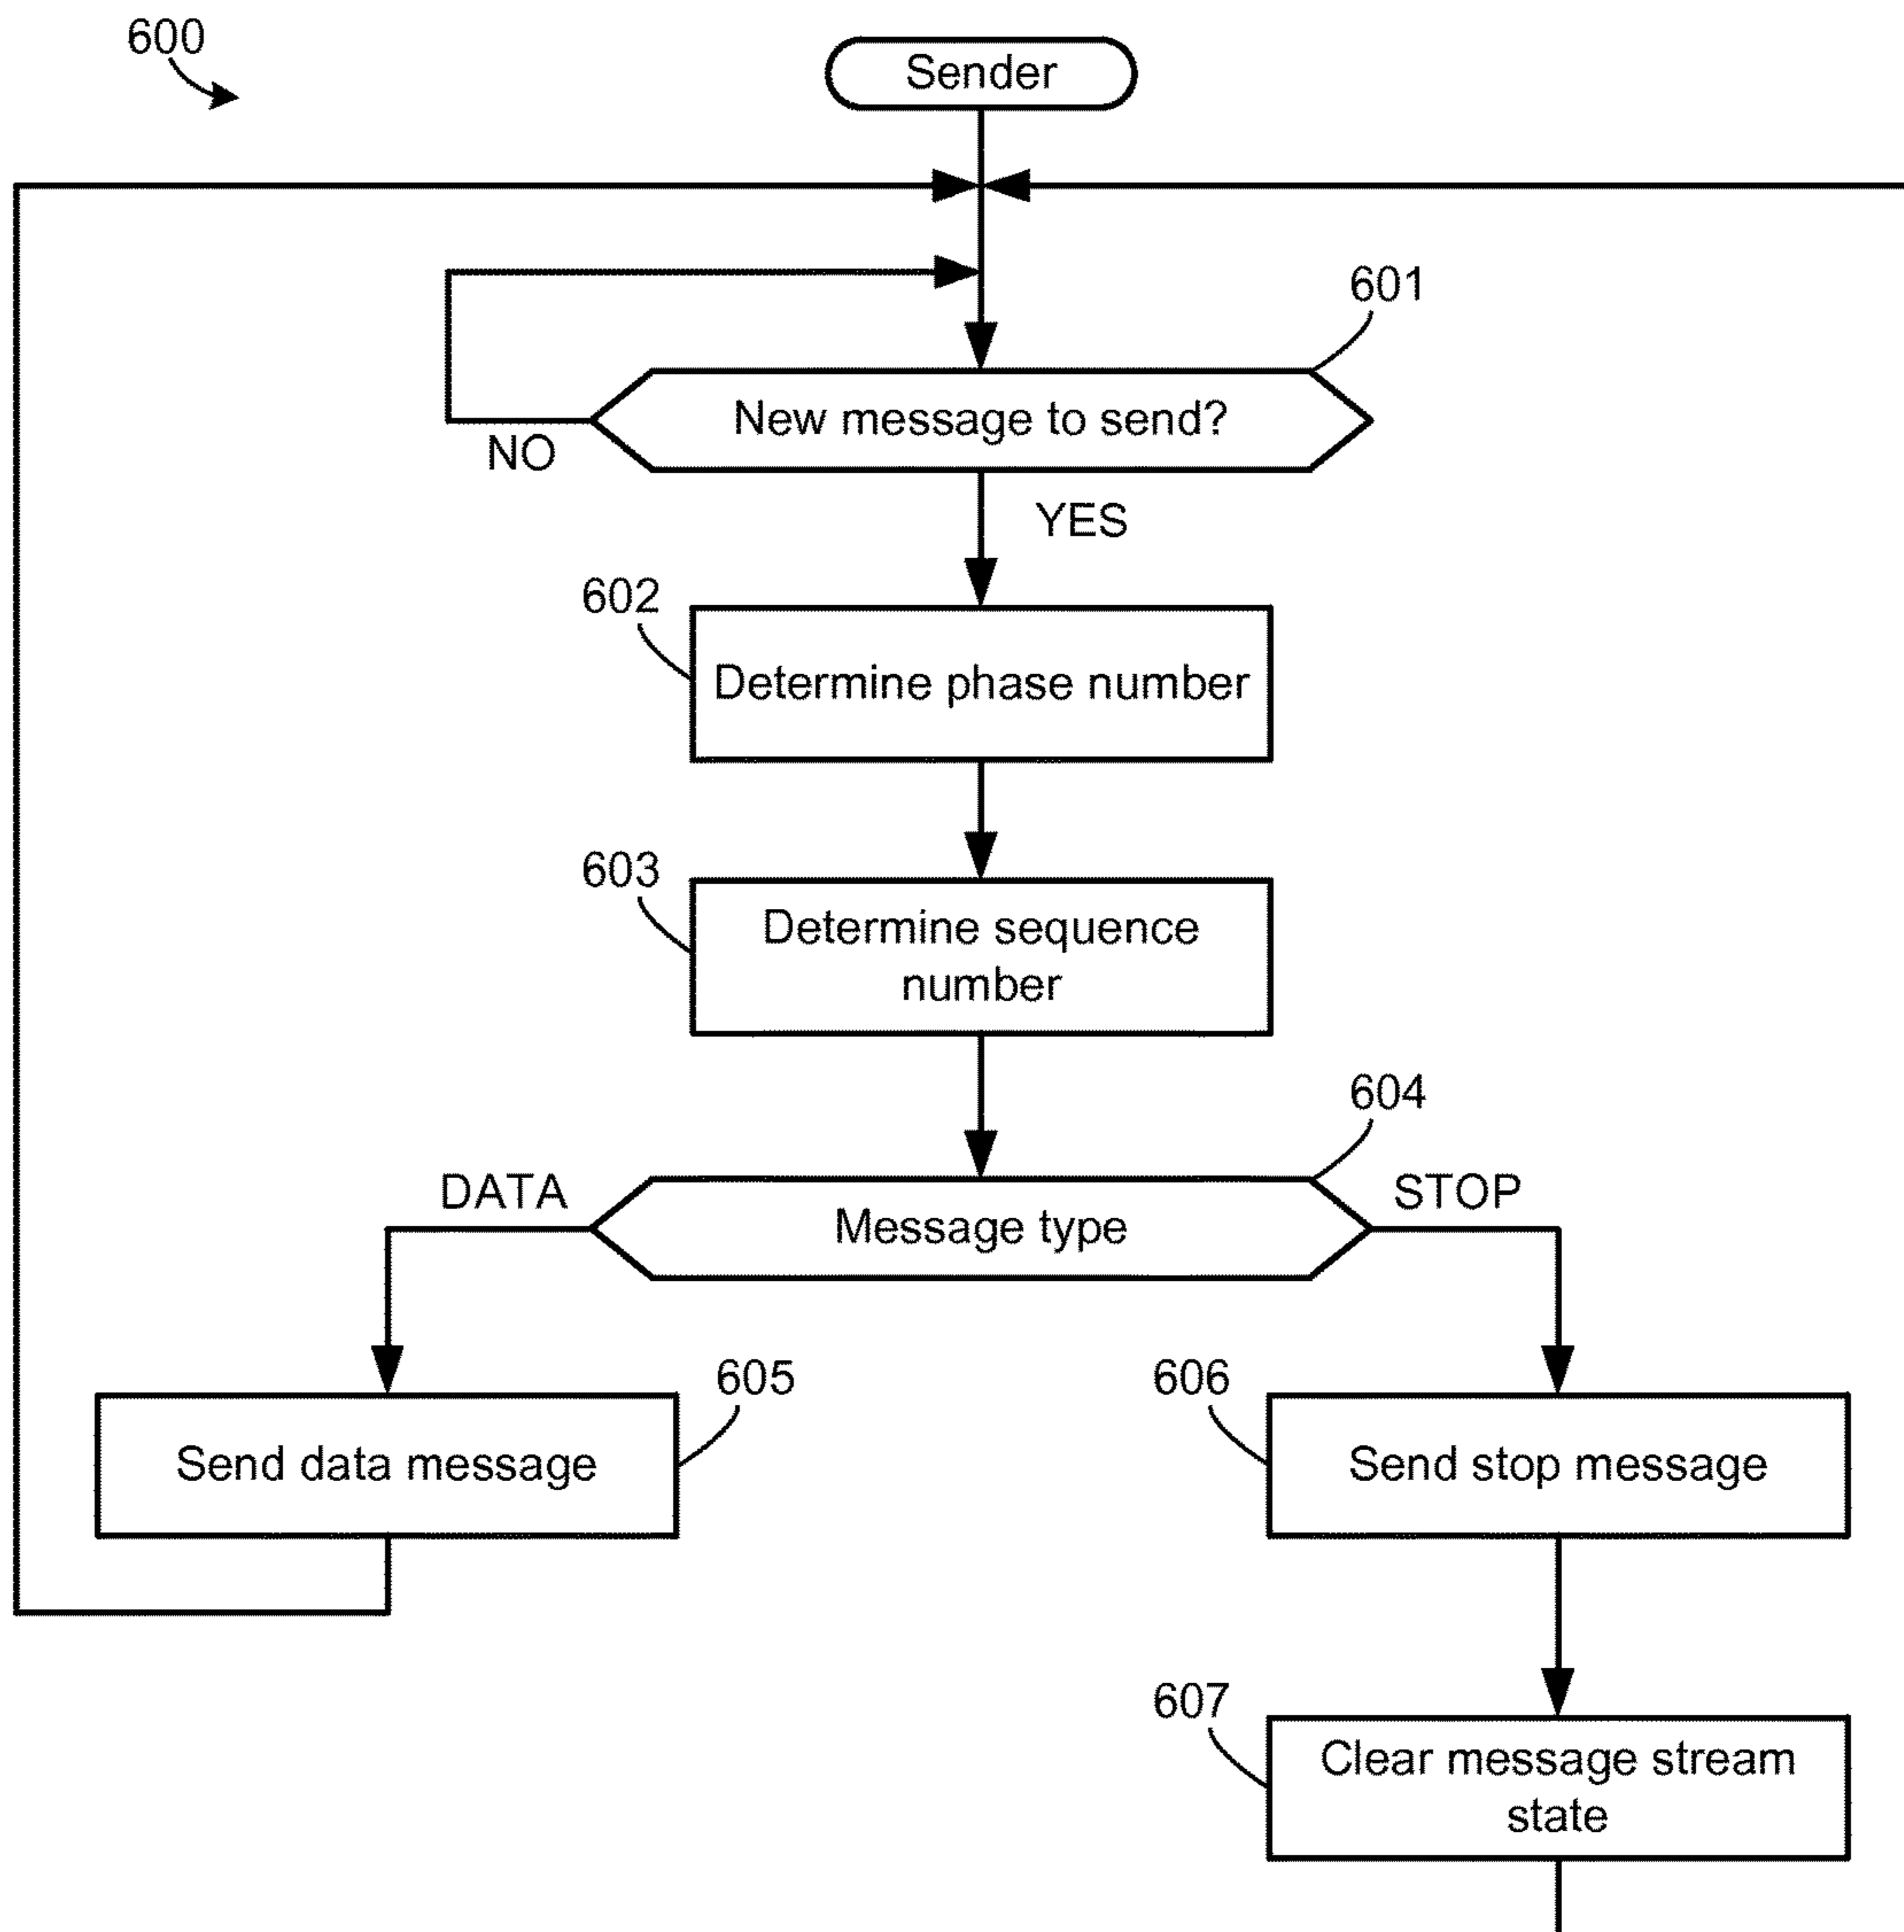 600
Sender
601
New message to send?
NO
YES
602
Determine phase number
603
Determine sequence
number
604
DATA
Message type
STOP
605
Send data message
606
Send stop message
607
Clear message stream
state